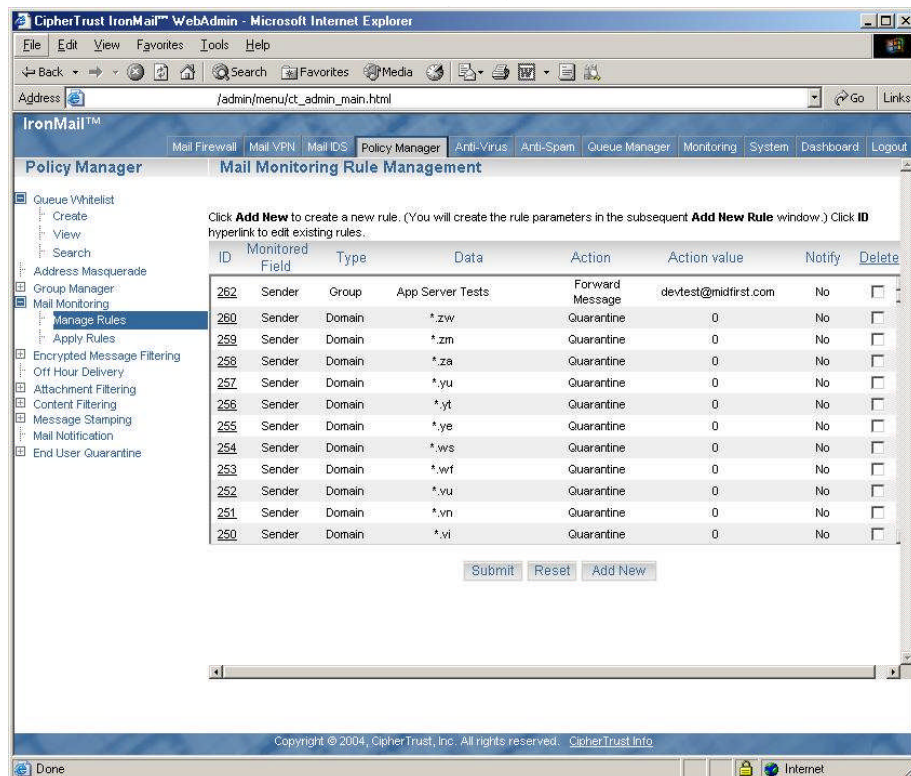 CipherTrust IronMail™ WebAdmin - Microsoft Internet Explorer
File Edit View Favorites Tools Help
Back Search Favorites Media
Address /admin/menu/ct_admin_main.html Go Links
IronMail™
Mail Firewall Mail VPN Mail IDS Policy Manager Anti-Virus Anti-Spam Queue Manager Monitoring System Dashboard Logout
Policy Manager
Queue Whitelist
Create
View
Search
Address Masquerade
Group Manager
Mail Monitoring
Manage Rules
Apply Rules
Encrypted Message Filtering
Off Hour Delivery
Attachment Filtering
Content Filtering
Message Stamping
Mail Notification
End User Quarantine
Mail Monitoring Rule Management
Click Add New to create a new rule. (You will create the rule parameters in the subsequent Add New Rule window.) Click ID
hyperlink to edit existing rules.
ID Monitored Field Type Data Action Action value Notify Delete
262 Sender Group App Server Tests Forward Message devtest@midfirst.com No
260 Sender Domain *.zw Quarantine 0 No
259 Sender Domain *.zm Quarantine 0 No
258 Sender Domain *.za Quarantine 0 No
257 Sender Domain *.yu Quarantine 0 No
256 Sender Domain *.yt Quarantine 0 No
255 Sender Domain *.ye Quarantine 0 No
254 Sender Domain *.ws Quarantine 0 No
253 Sender Domain *.wf Quarantine 0 No
252 Sender Domain *.vu Quarantine 0 No
251 Sender Domain *.vn Quarantine 0 No
250 Sender Domain *.vi Quarantine 0 No
Submit Reset Add New
Copyright © 2004, CipherTrust, Inc. All rights reserved. CipherTrust Info
Done Internet